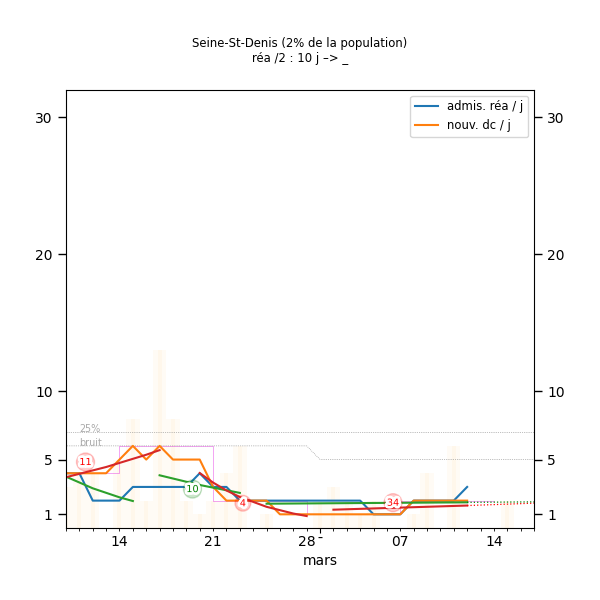 Seine-St-Denis (2% de la population)
réa /2 : 10 j –> _
admis. réa / j
nouv. dc / j
30 30
20 20
10 10
25%
bruit
5 5
11
10
4
34
1 1
14 21 28 07 14
mars